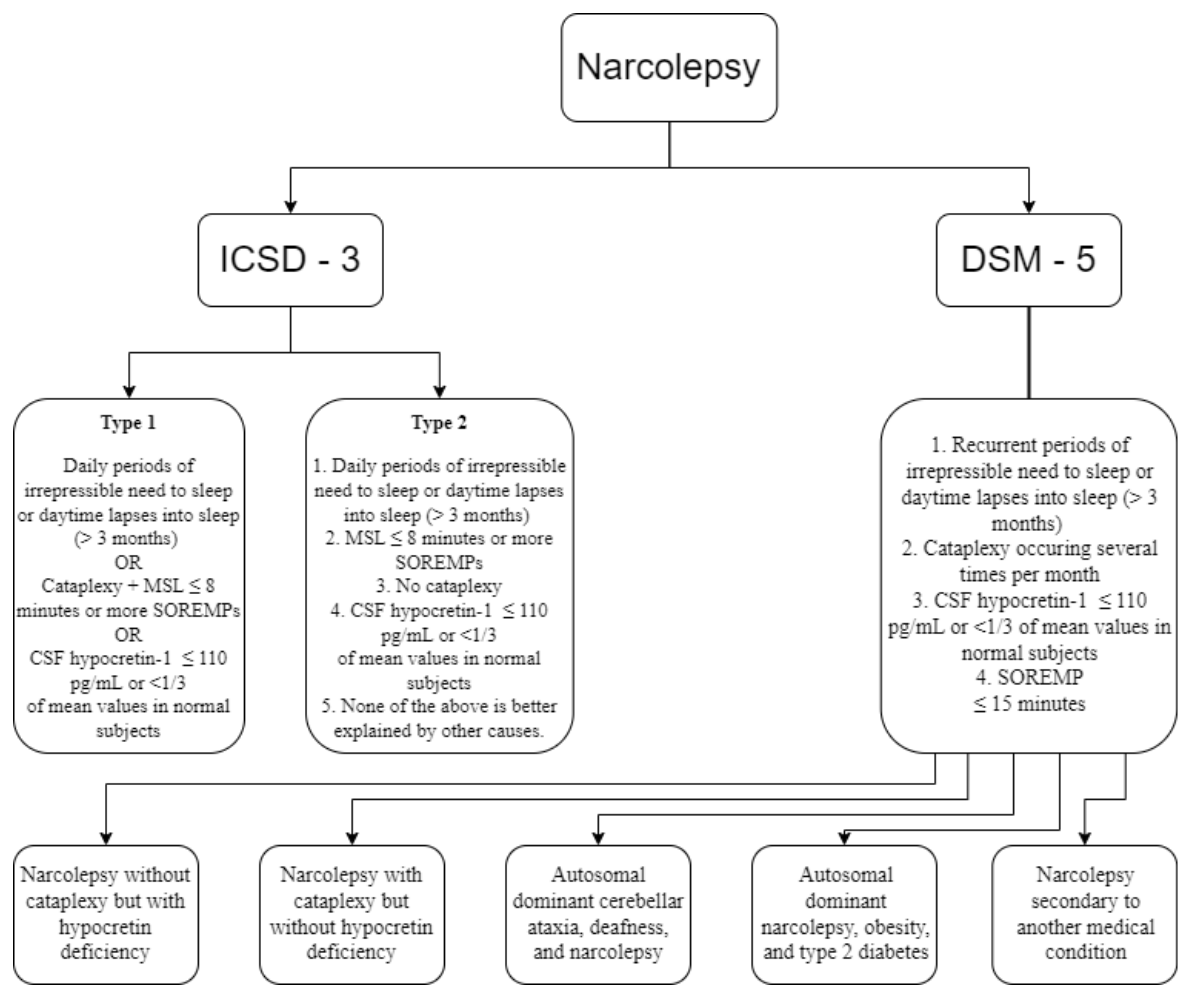 Narcolepsy
ICSD - 3
DSM - 5
Type 1
Daily periods of
irrepressible need to sleep
or daytime lapses into sleep
(> 3 months)
OR
Cataplexy + MSL ≤ 8
minutes or more SOREMPs
OR
CSF hypocretin-1 ≤ 110
pg/mL or <1/3
of mean values in normal
subjects
Type 2
1. Daily periods of irrepressible
need to sleep or daytime lapses
into sleep (> 3 months)
2. MSL ≤ 8 minutes or more
SOREMPs
3. No cataplexy
4. CSF hypocretin-1 ≤ 110
pg/mL or <1/3
of mean values in normal
subjects
5. None of the above is better
explained by other causes.
1. Recurrent periods of
irrepressible need to sleep or
daytime lapses into sleep (> 3
months)
2. Cataplexy occuring several
times per month
3. CSF hypocretin-1 ≤ 110
pg/mL or <1/3 of mean values in
normal subjects
4. SOREMP
≤ 15 minutes
Narcolepsy without
cataplexy but with
hypocretin
deficiency
Narcolepsy with
cataplexy but
without hypocretin
deficiency
Autosomal
dominant cerebellar
ataxia, deafness,
and narcolepsy
Autosomal
dominant
narcolepsy, obesity,
and type 2 diabetes
Narcolepsy
secondary to
another medical
condition